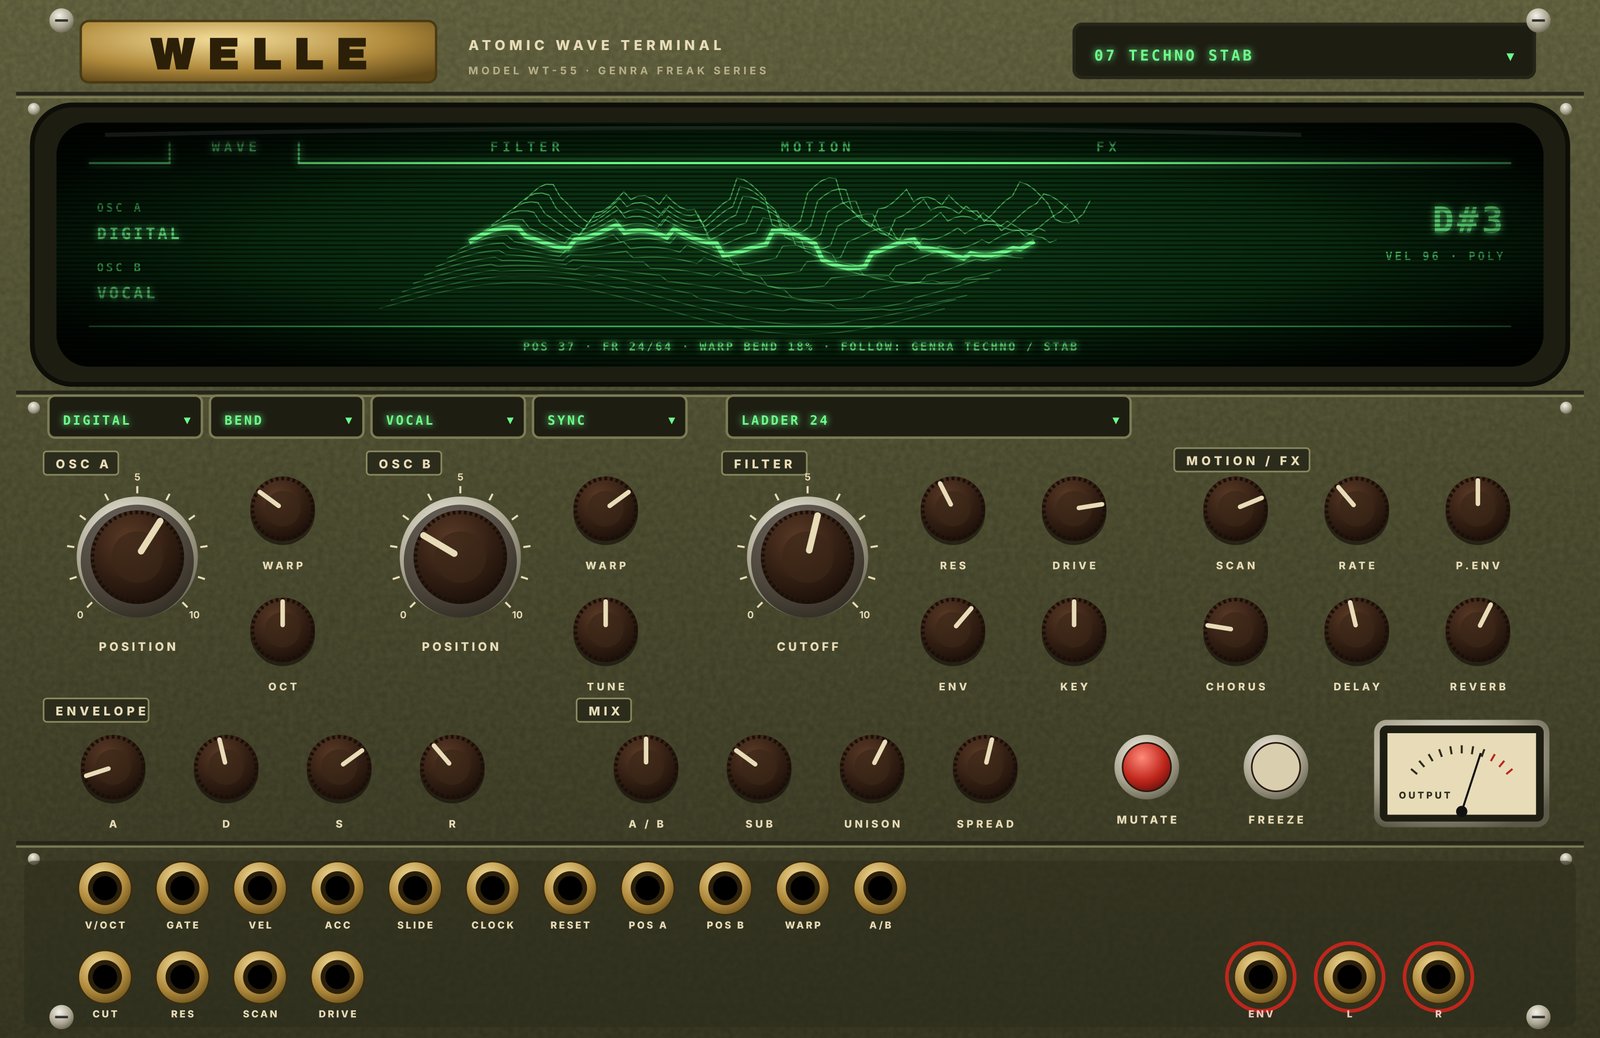 WELLE
ATOMIC WAVE TERMINAL
MODEL WT-55 · GENRA FREAK SERIES
07 TECHNO STAB ▼
WAVE FILTER MOTION FX
OSC A
DIGITAL
OSC B
VOCAL
D#3
VEL 96 · POLY
POS 37 · FR 24/64 · WARP BEND 18% · FOLLOW: GENRA TECHNO / STAB
DIGITAL ▼ BEND ▼ VOCAL ▼ SYNC ▼ LADDER 24 ▼
OSC A OSC B FILTER MOTION / FX
5 5 5
WARP WARP RES DRIVE SCAN RATE P.ENV
0 10 0 10 0 10
POSITION POSITION CUTOFF
OCT TUNE ENV KEY CHORUS DELAY REVERB
ENVELOPE MIX
OUTPUT
A D S R A / B SUB UNISON SPREAD MUTATE FREEZE
V/OCT GATE VEL ACC SLIDE CLOCK RESET POS A POS B WARP A/B
CUT RES SCAN DRIVE ENV L R